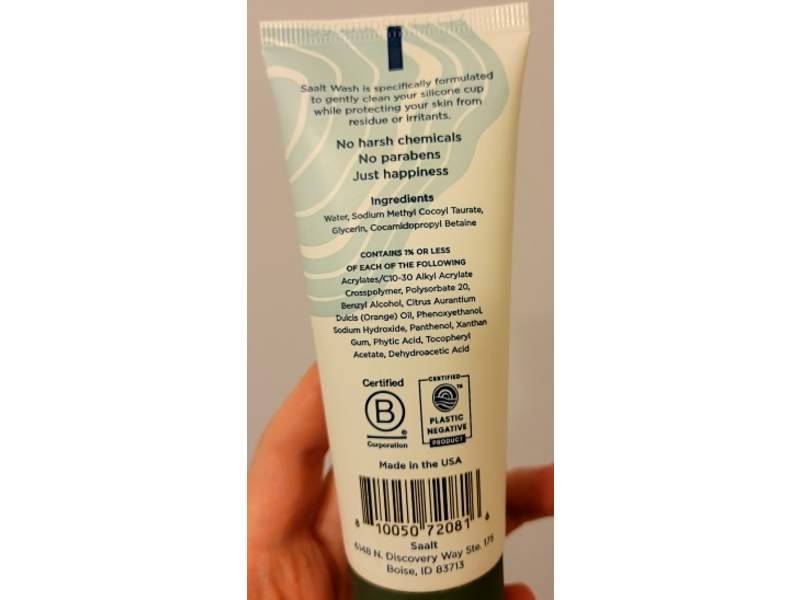 Saalt Wash is specifically formulated
to gently clean your silicone cup
while protecting your skin from
residue or irritants.
No harsh chemicals
No parabens
Just happiness
Ingredients
Water, Sodium Methyl Cocoyl Taurate,
Glycerin, Cocamidopropyl Betaine
CONTAINS 1% OR LESS
OF EACH OF THE FOLLOWING
Acrylates/C10-30 Alkyl Acrylate
Crosspolymer, Polysorbate 20,
Benzyl Alcohol, Citrus Aurantium
Dulcis (Orange) Oil, Phenoxyethanol,
Sodium Hydroxide, Panthenol, Xanthan
Gum, Phytic Acid, Tocopheryl
Acetate, Dehydroacetic Acid
Certified
B
®
Corporation
CERTIFIED
TM
PLASTIC
NEGATIVE
PRODUCT
Made in the USA
8 10050 72081 6
Saalt
6148 N. Discovery Way Ste. 175
Boise, ID 83713